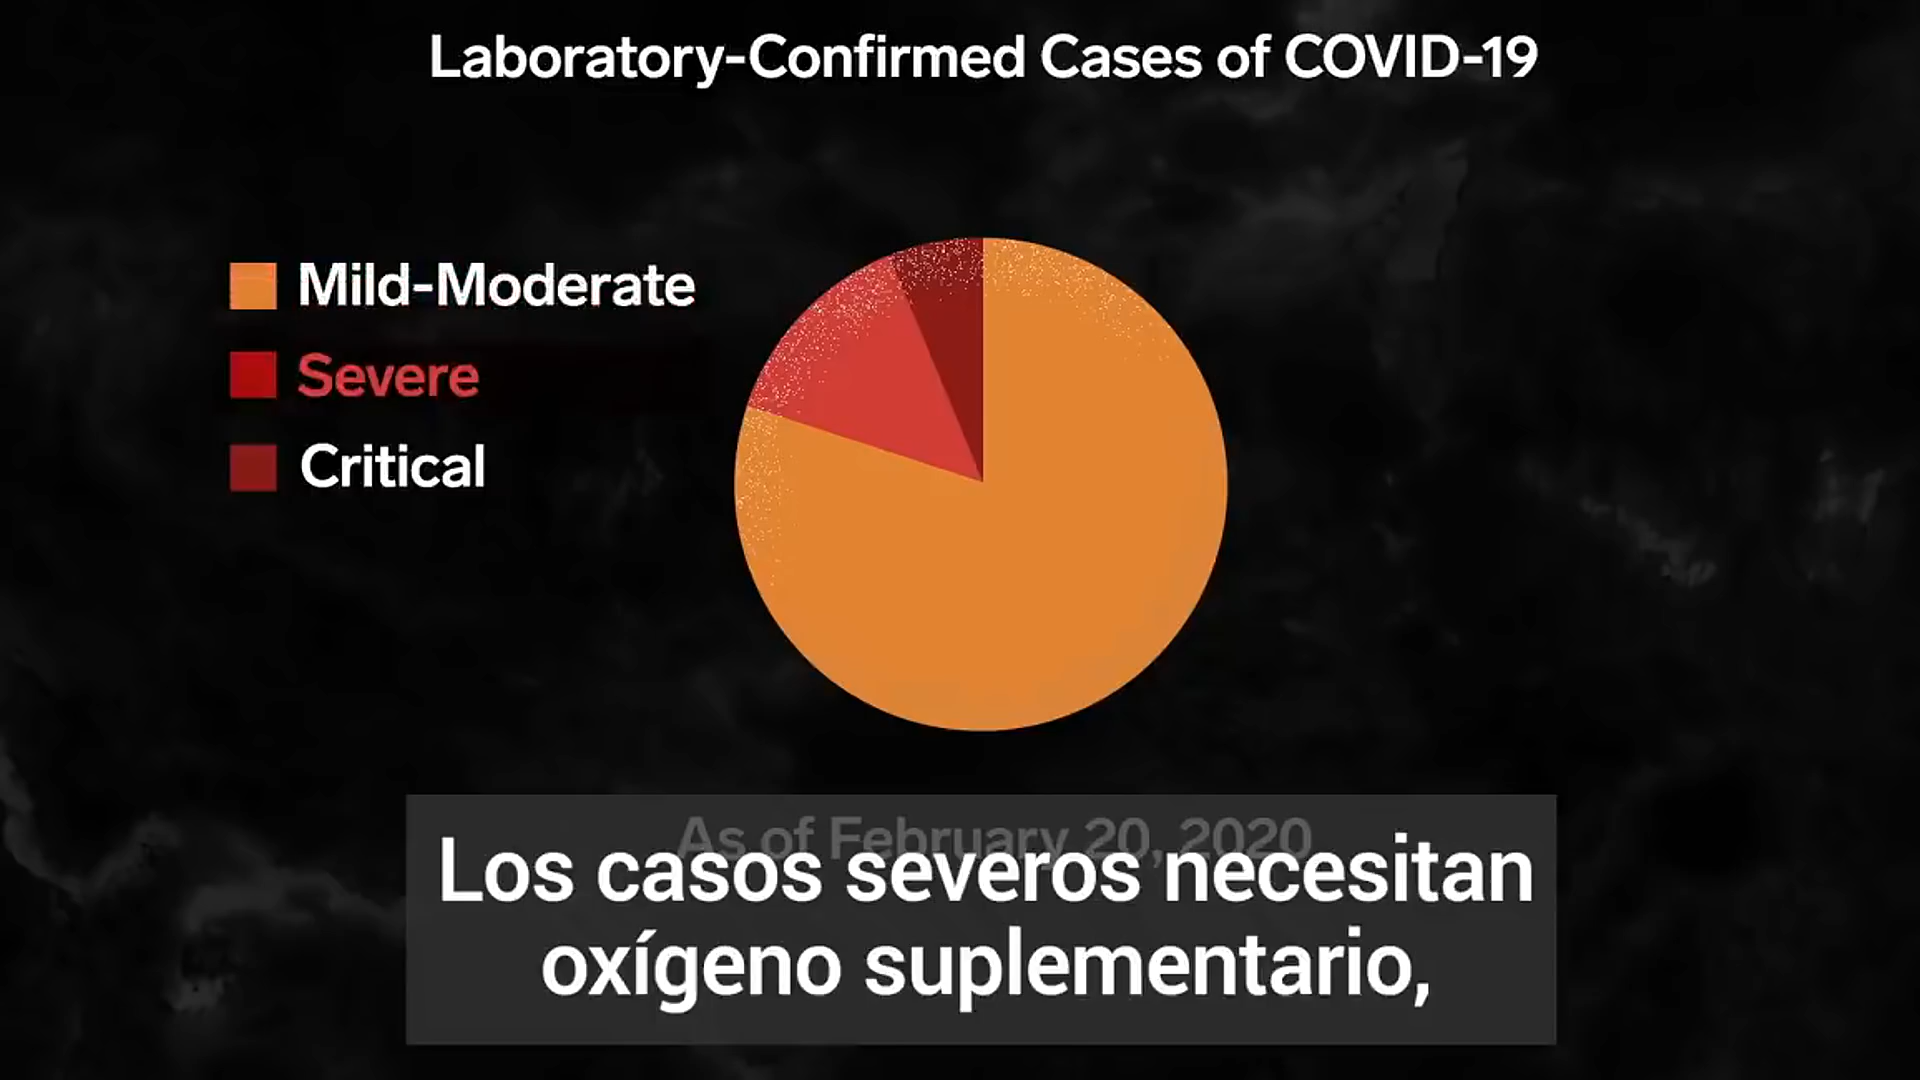 Laboratory-Confirmed Cases of COVID-19
Mild-Moderate
Severe
Critical
As of February 20, 2020
Los casos severos necesitan
oxígeno suplementario,